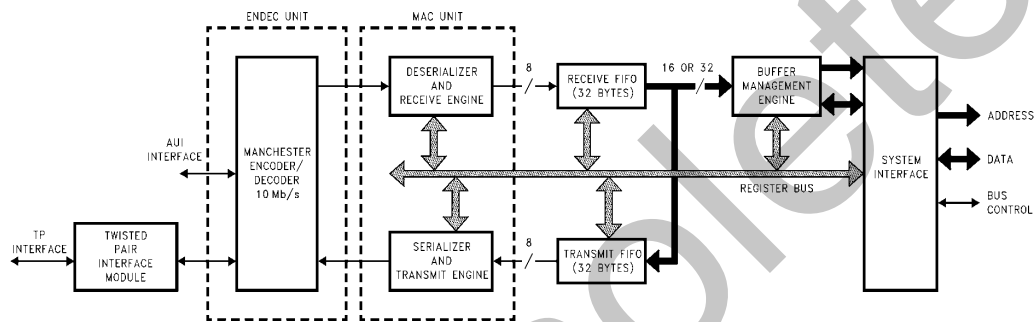 ENDEC UNIT
MAC UNIT
DESERIALIZER
AND
RECEIVE ENGINE
8
RECEIVE FIFO
(32 BYTES)
16 OR 32
BUFFER
MANAGEMENT
ENGINE
ADDRESS
AUI
INTERFACE
MANCHESTER
ENCODER/
DECODER
10 Mb/s
REGISTER BUS
SYSTEM
INTERFACE
DATA
BUS
CONTROL
TP
INTERFACE
TWISTED
PAIR
INTERFACE
MODULE
SERIALIZER
AND
TRANSMIT ENGINE
8
TRANSMIT FIFO
(32 BYTES)
olete